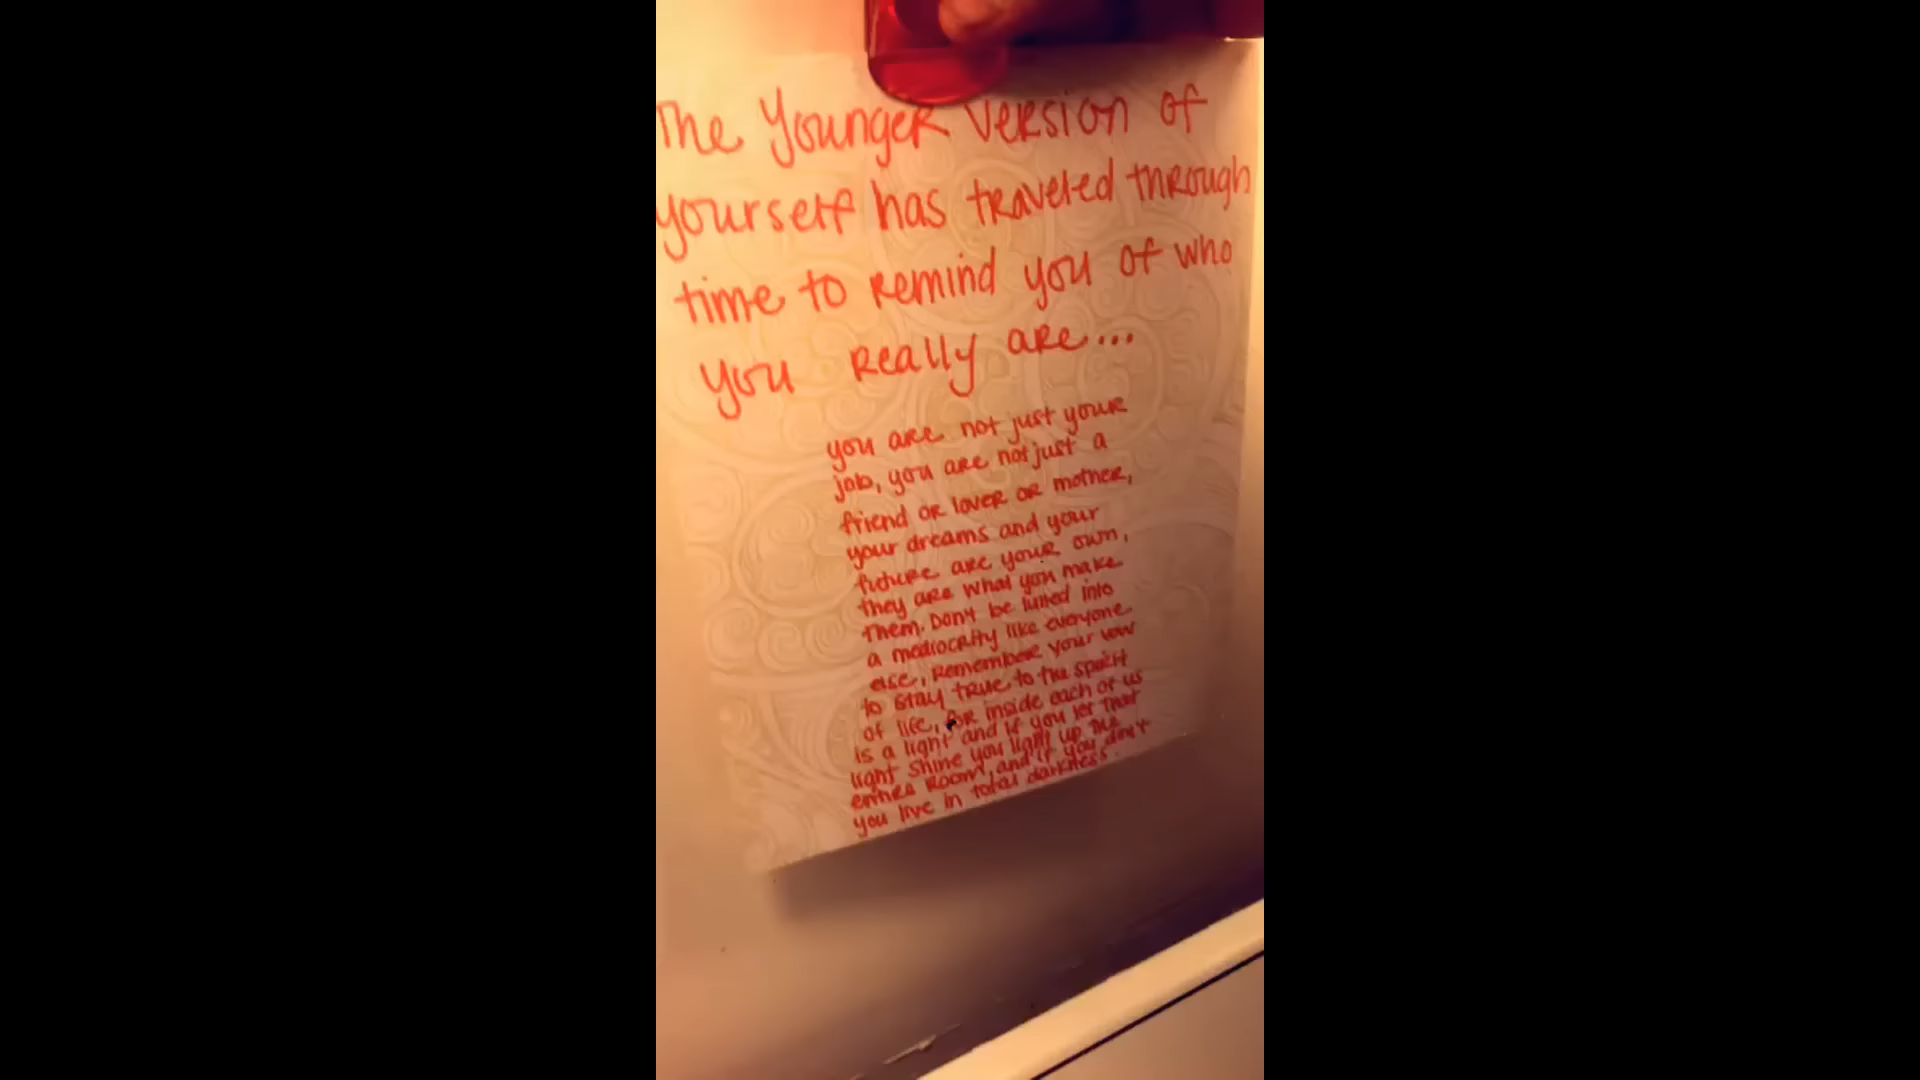 The Younger version of
yourself has traveled through
time to remind you of who
you really are...
you are not just your
job, you are not just a
friend or lover or mother,
your dreams and your
future are your own,
they are what you make
them. Don't be lulled into
a mediocrity like everyone
else, remember your vow
to stay true to the spirit
of life, for inside each of us
is a light and if you let that
light shine you light up the
entire room, and if you don't
you live in total darkness.